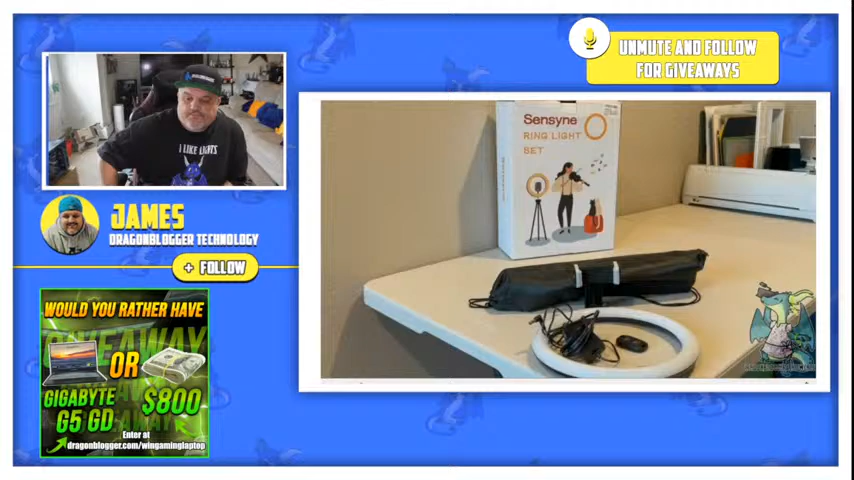 UNMUTE AND FOLLOW
FOR GIVEAWAYS
Sensyne
RING LIGHT
SET
I LIKE
JAMES
DRAGONBLOGGER TECHNOLOGY
+ FOLLOW
WOULD YOU RATHER HAVE
GIVEAWAY
OR
GIGABYTE
G5 GD
$800
Enter at
dragonblogger.com/wingaminglaptop